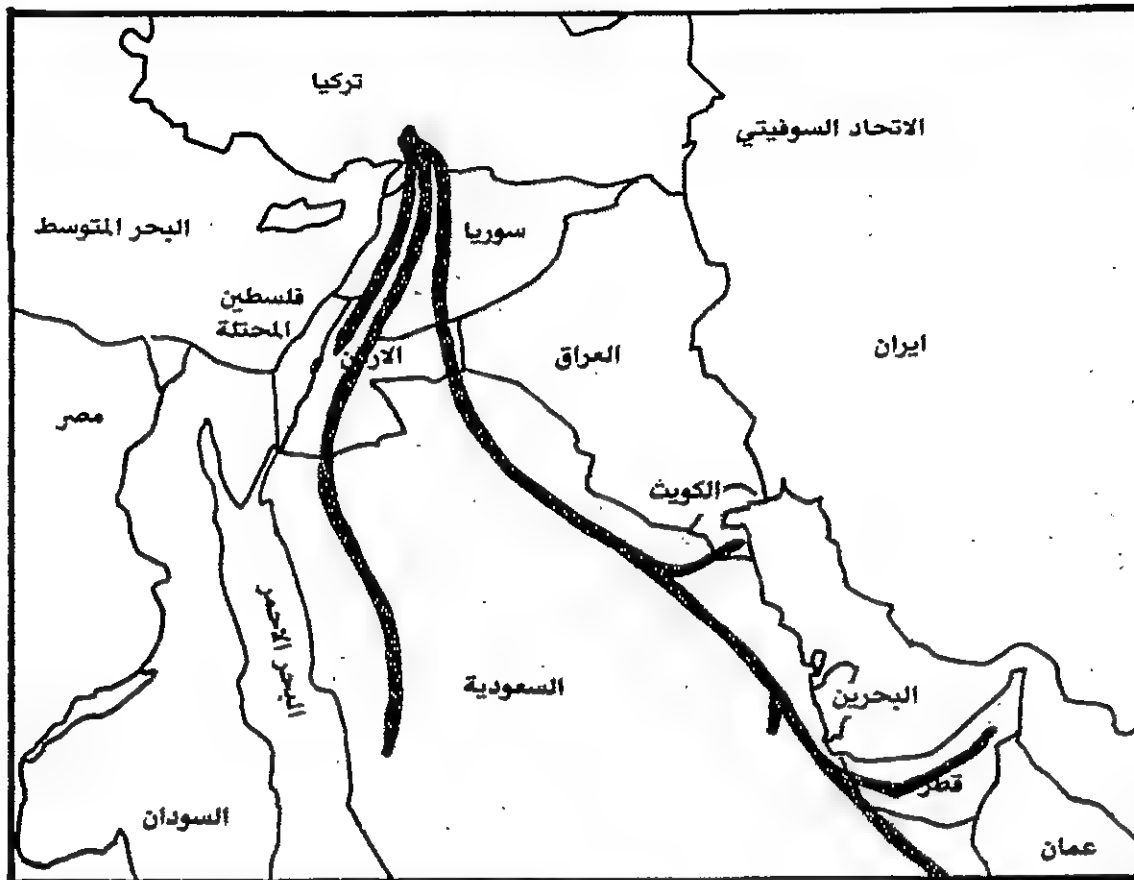 تركيا
الاتحاد السوفيتي
البحر المتوسط
سوريا
فلسطين
المحتلة
الاردن
العراق
ايران
مصر
الكويت
البحر الاحمر
السعودية
البحرين
قطر
السودان
عمان